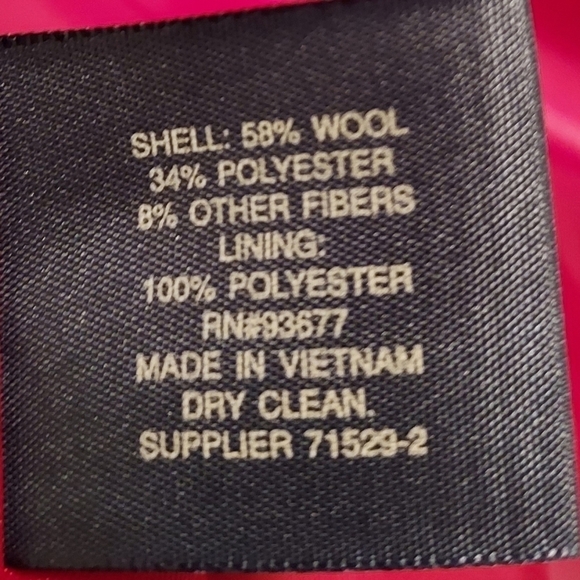 SHELL: 58% WOOL
34% POLYESTER
8% OTHER FIBERS
LINING:
100% POLYESTER
RN#93677
MADE IN VIETNAM
DRY CLEAN.
SUPPLIER 71529-2